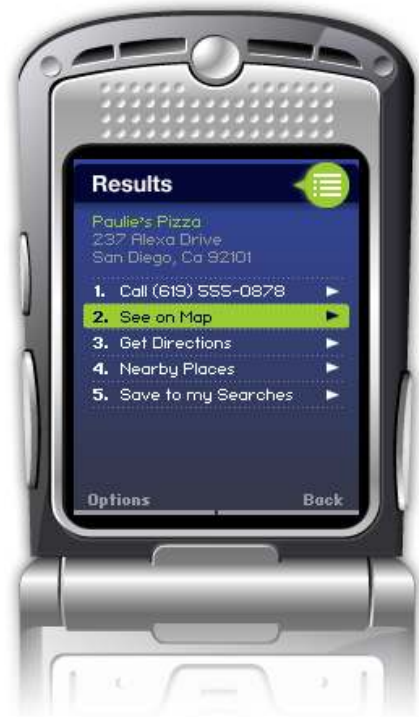 Results
Paulie's Pizza
237 Alexa Drive
San Diego, Ca 92101
1. Call (619) 555-0878
2. See on Map
3. Get Directions
4. Nearby Places
5. Save to my Searches
Options Back